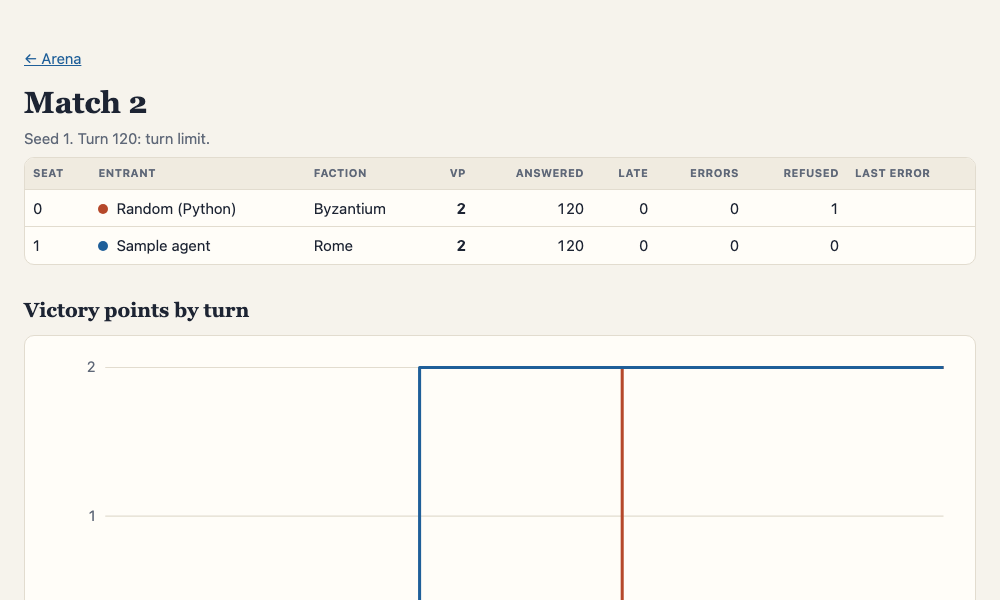 ← Arena
Match 2
Seed 1. Turn 120: turn limit.
SEAT ENTRANT FACTION VP ANSWERED LATE ERRORS REFUSED LAST ERROR
0 Random (Python) Byzantium 2 120 0 0 1
1 Sample agent Rome 2 120 0 0 0
Victory points by turn
2
1